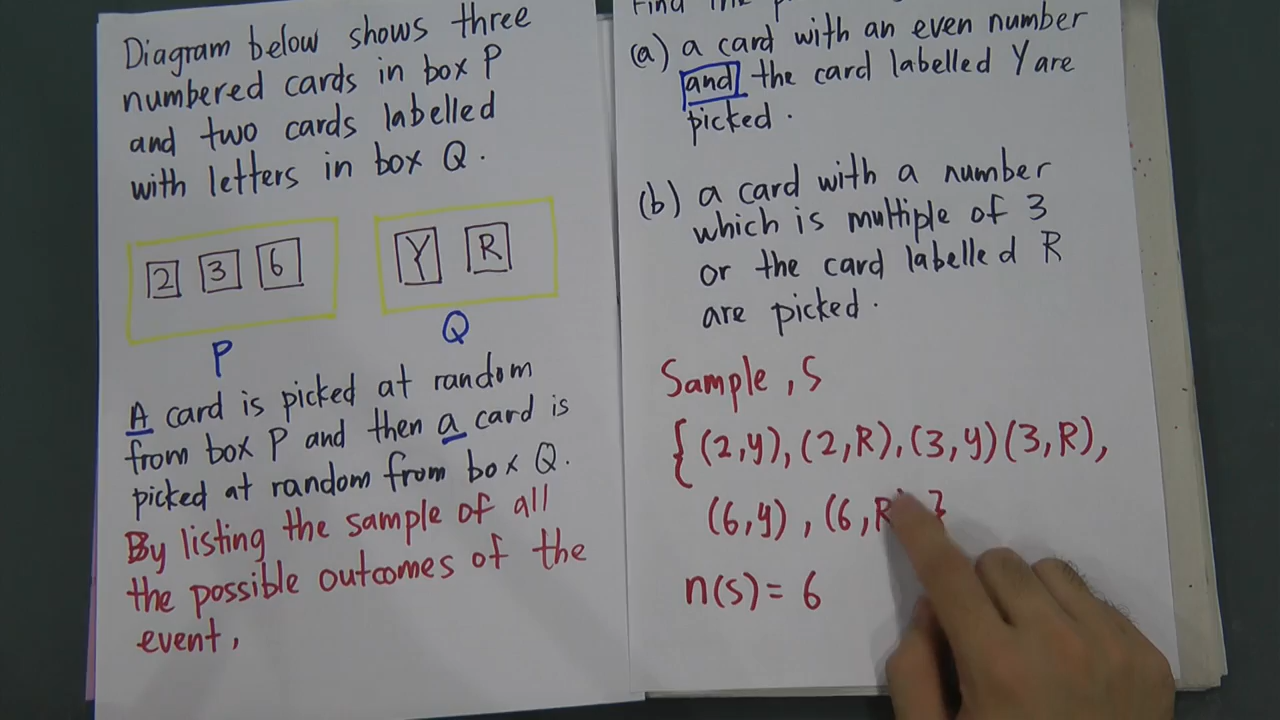 Diagram below shows three
numbered cards in box P
and two cards labelled
with letters in box Q.
2 3 6
Y R
P
Q
A card is picked at random
from box P and then a card is
picked at random from box Q.
By listing the sample of all
the possible outcomes of the
event,
Find the
(a) a card with an even number
and the card labelled Y are
picked.
(b) a card with a number
which is multiple of 3
or the card labelled R
are picked.
Sample, S
{(2,y),(2,R),(3,y)(3,R),
(6,y),(6,R) }
n(s)= 6